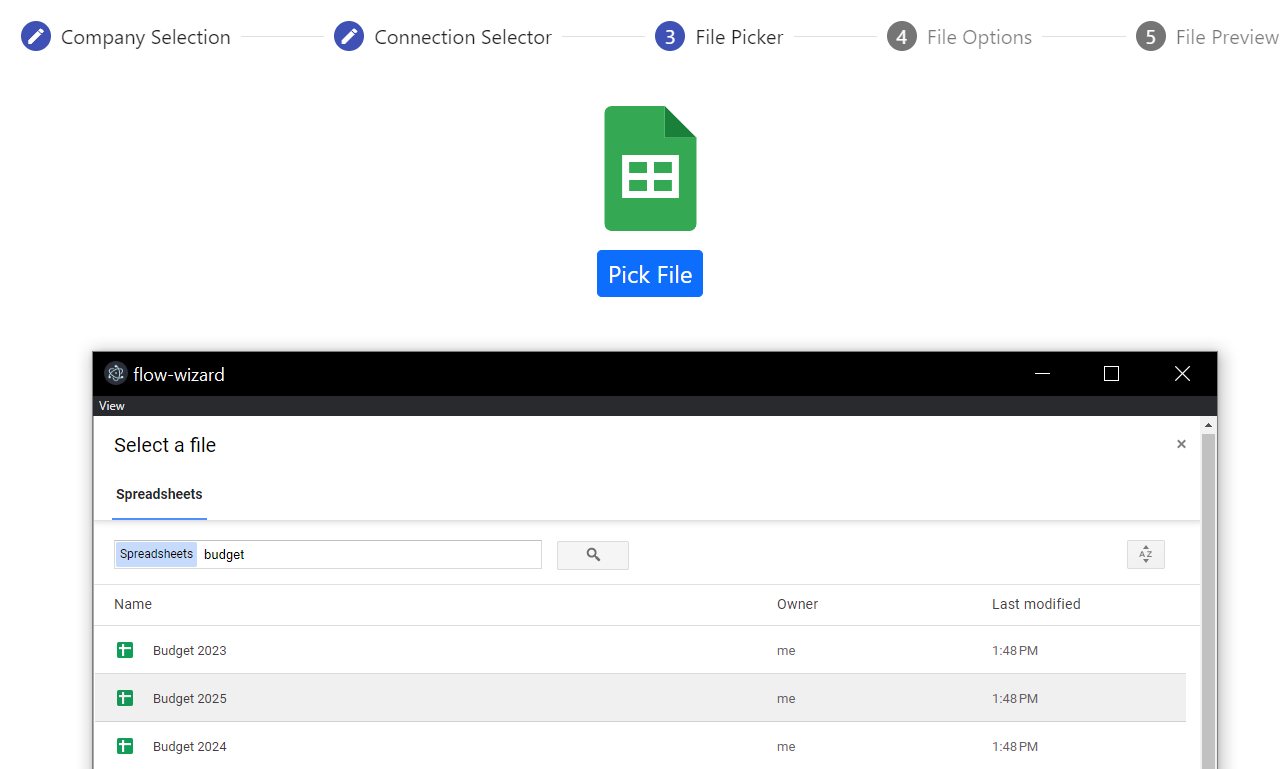 Company Selection
Connection Selector
3 File Picker
4 File Options
5 File Preview
Pick File
flow-wizard
View
Select a file
Spreadsheets
Spreadsheets budget
AZ
Name Owner Last modified
Budget 2023 me 1:48 PM
Budget 2025 me 1:48 PM
Budget 2024 me 1:48 PM